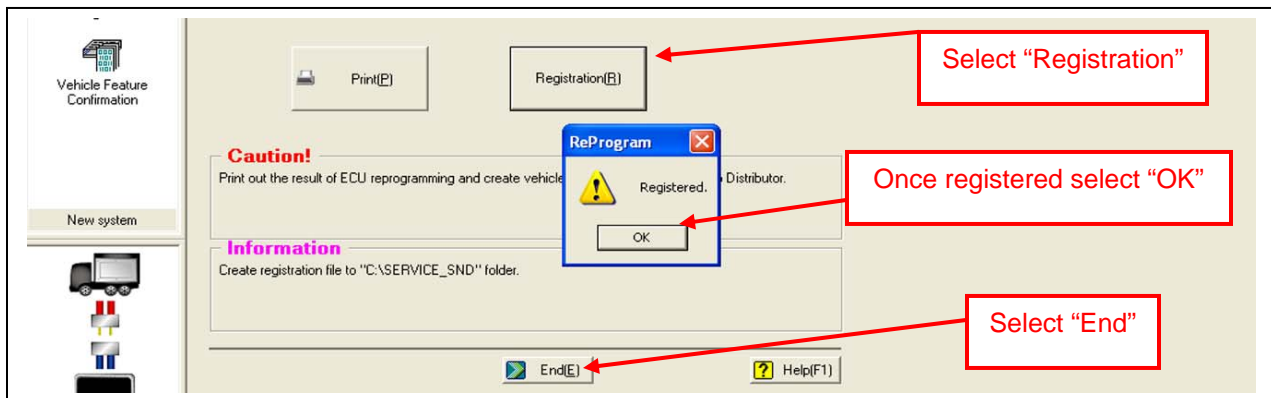 Vehicle Feature
Confirmation
Print(P)
Registration(R)
Select “Registration”
ReProgram
Registered.
OK
Caution!
Print out the result of ECU reprogramming and create vehicle
Distributor.
Once registered select “OK”
New system
Information
Create registration file to "C:\SERVICE_SND" folder.
Select “End”
End(E)
Help(F1)